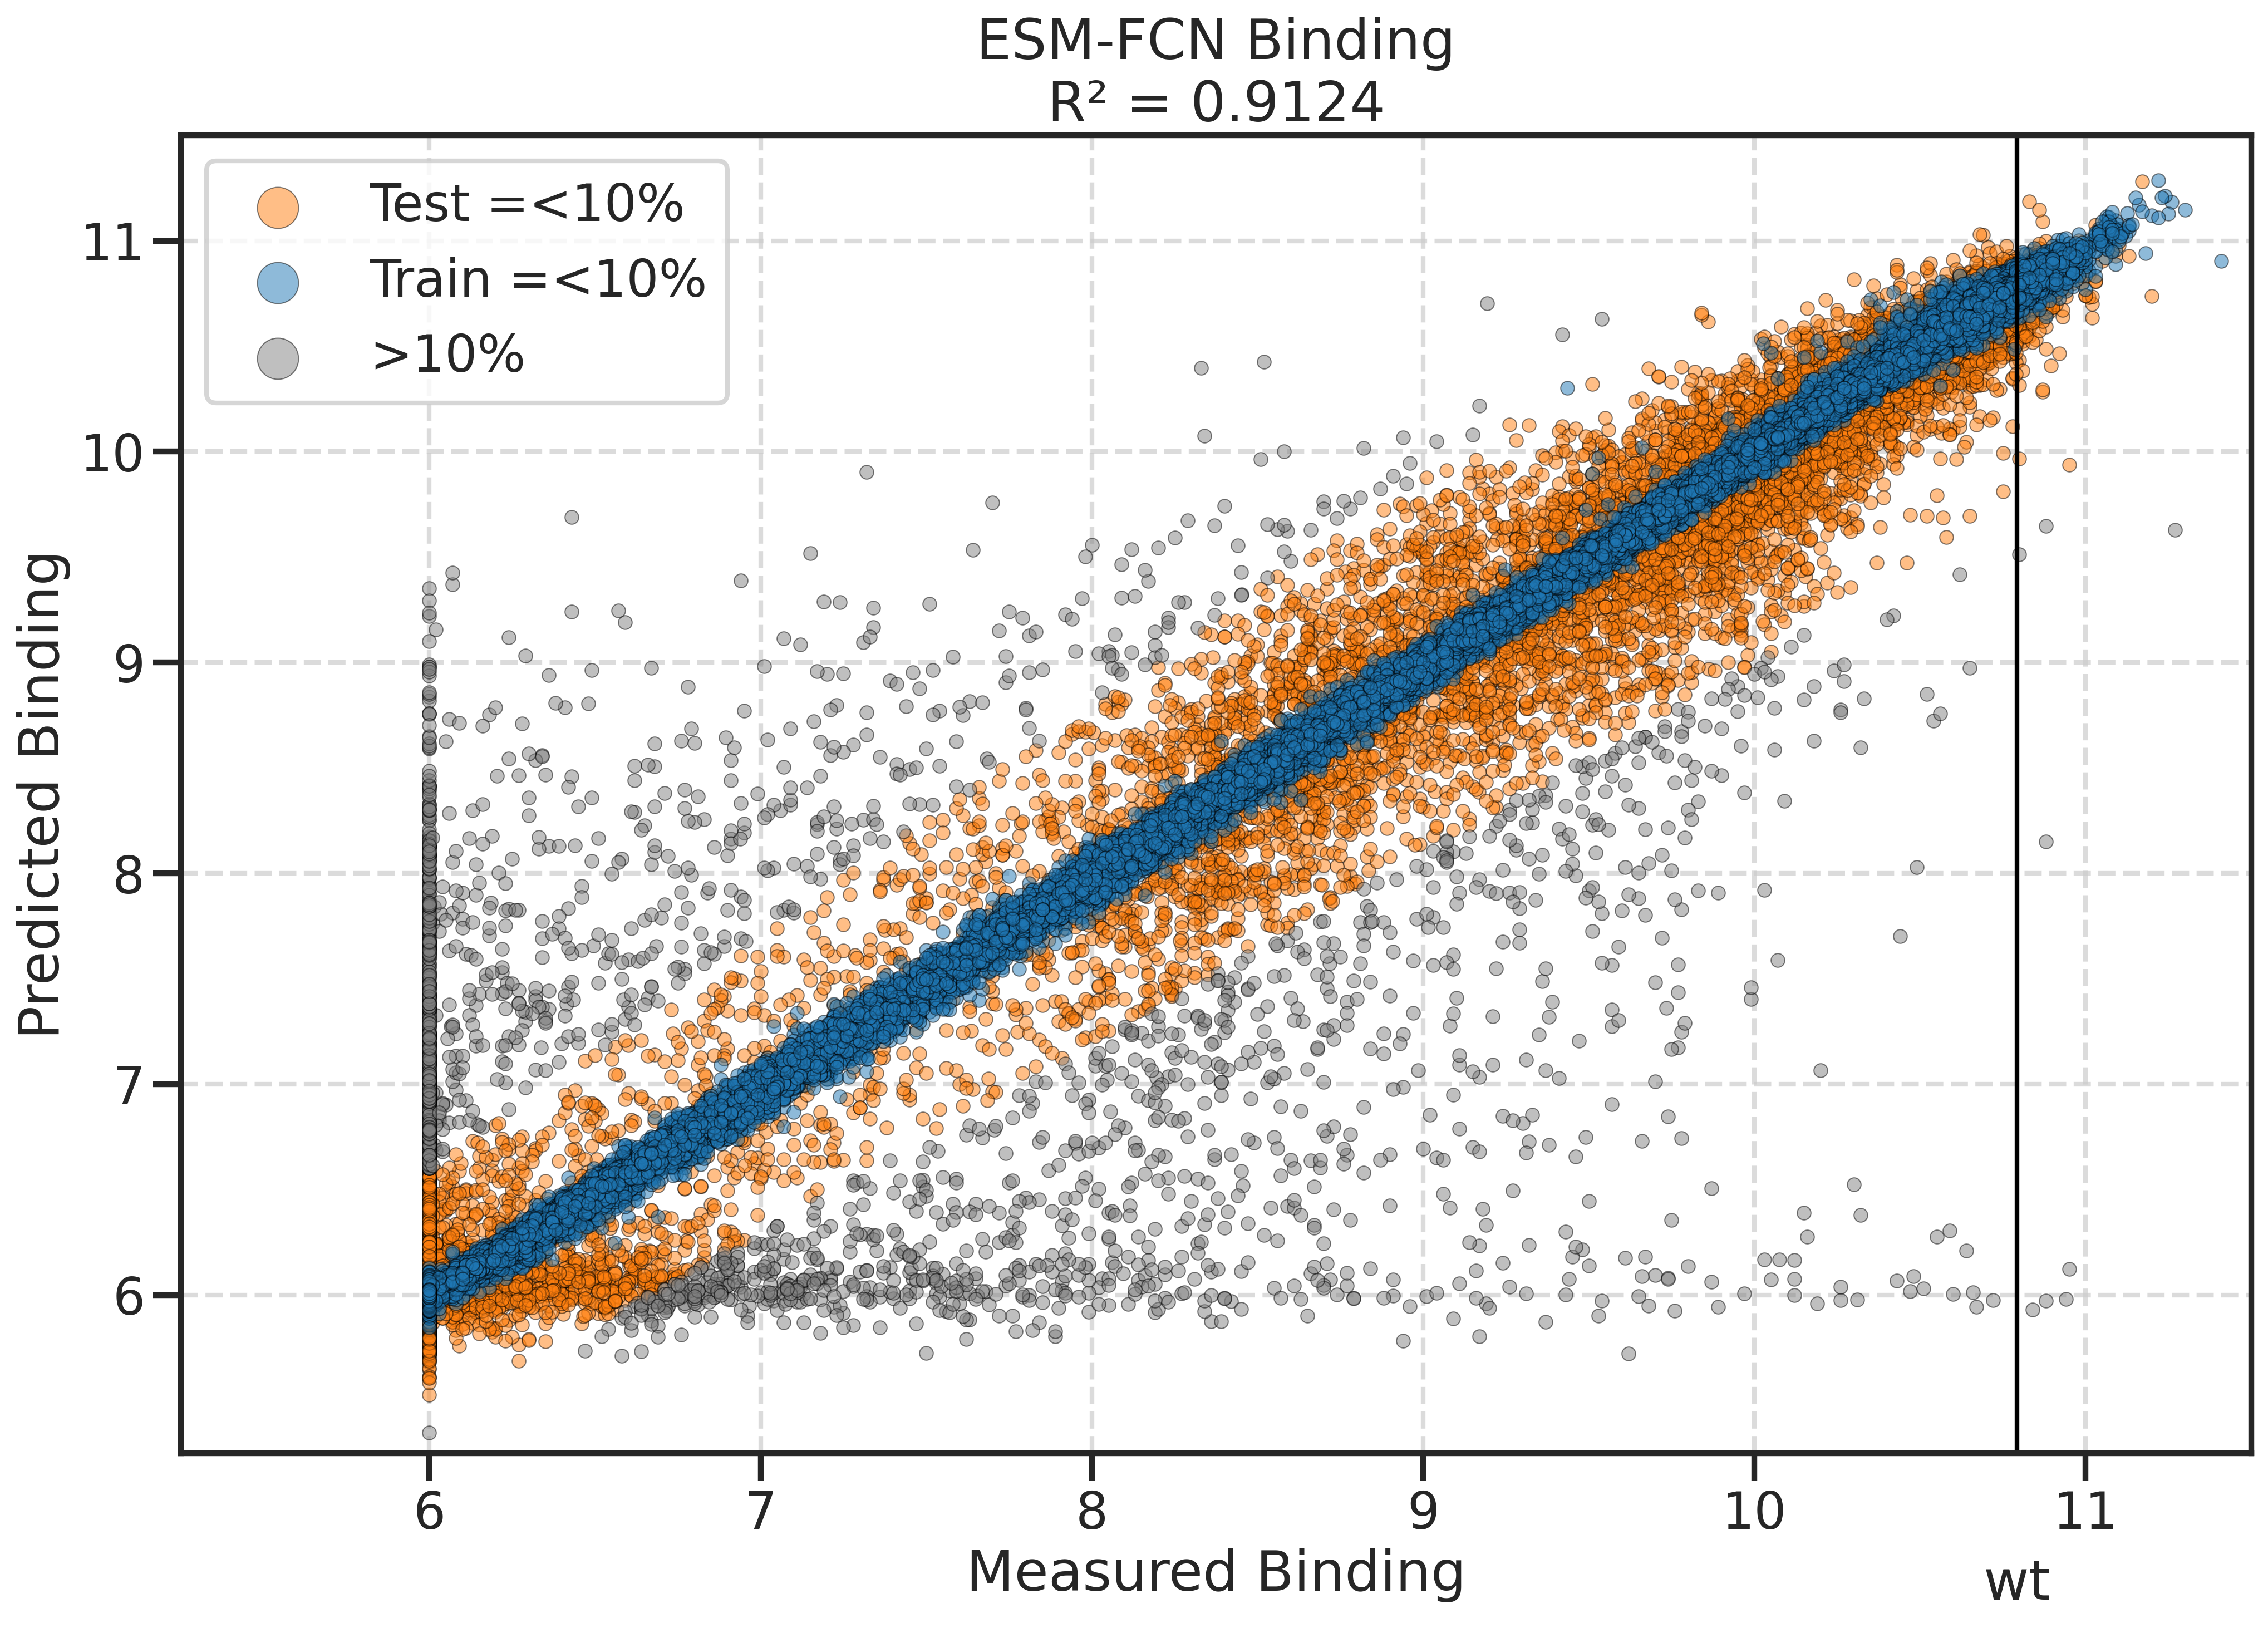 ESM-FCN Binding
R² = 0.9124
Test =<10%
Train =<10%
>10%
Predicted Binding
11
10
9
8
7
6
6 7 8 9 10 11
Measured Binding
wt